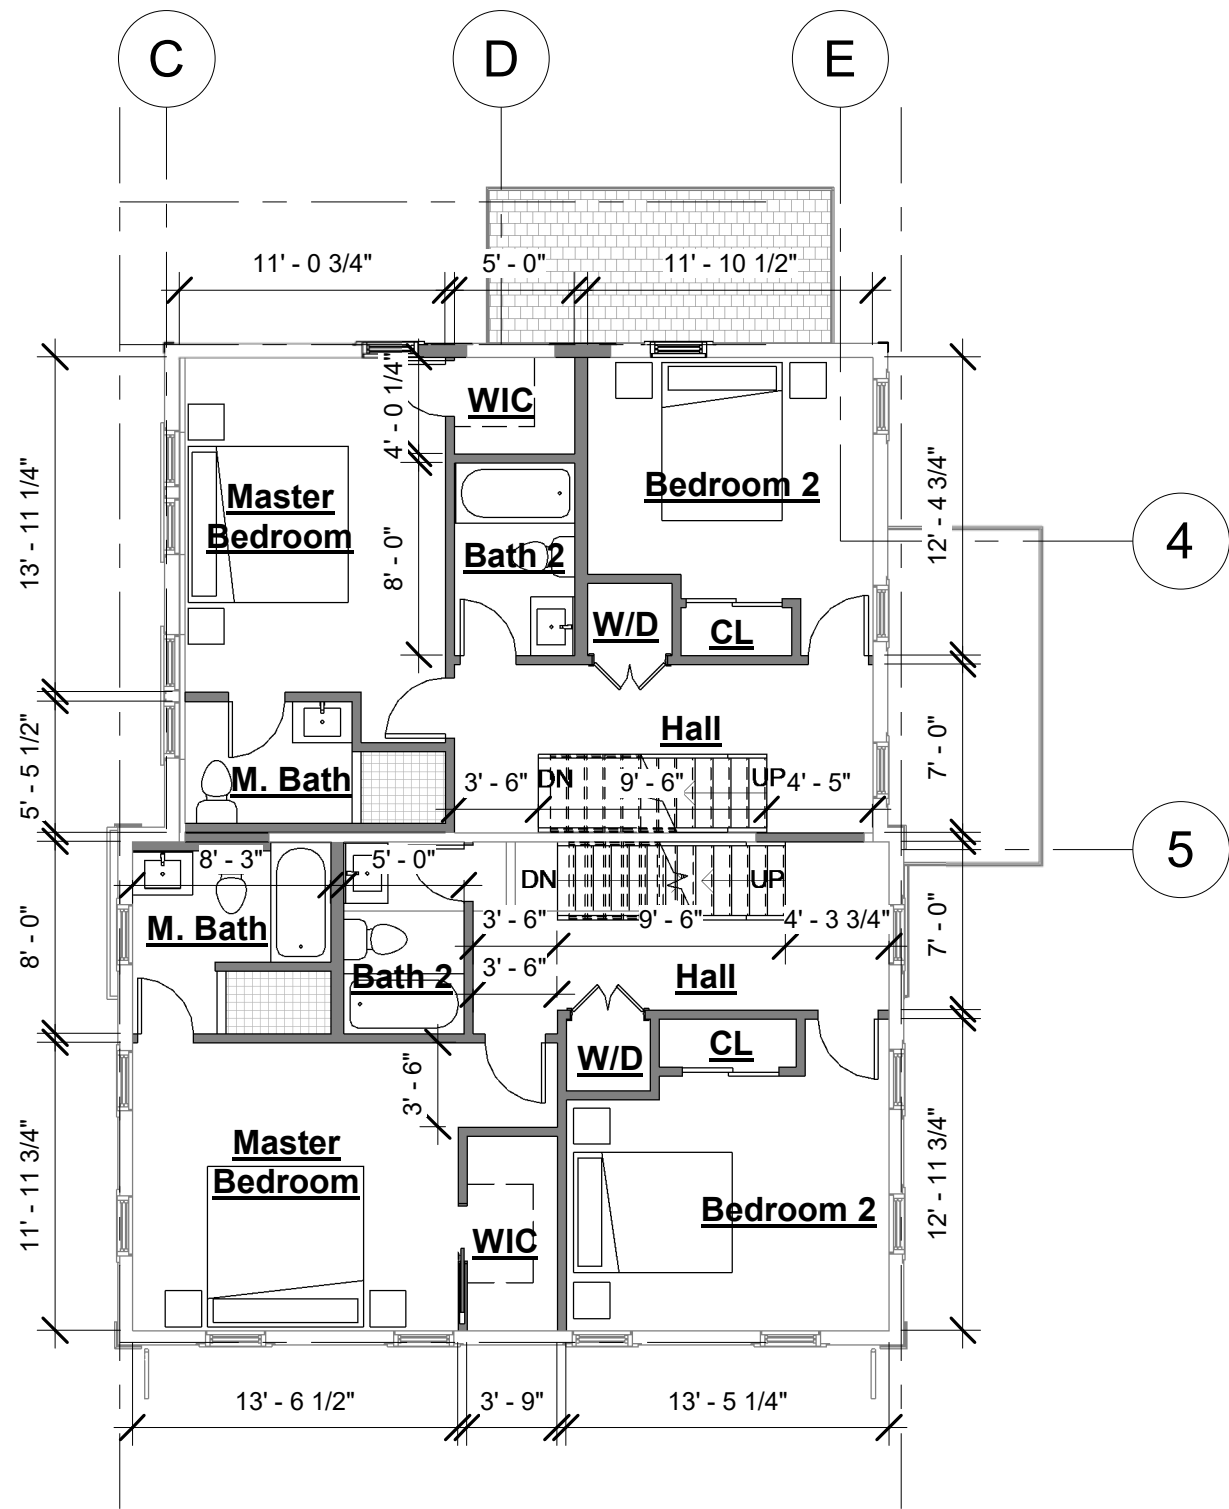 C
D
E
11' - 0 3/4"
5' - 0"
11' - 10 1/2"
4' - 0 1/4"
WIC
13' - 11 1/4"
Master
Bedroom
Bedroom 2
12' - 4 3/4"
4
8' - 0"
Bath 2
W/D
CL
Hall
5' - 5 1/2"
M. Bath
3' - 6"
DN
9' - 6"
UP
4' - 5"
7' - 0"
5
8' - 3"
5' - 0"
DN
UP
8' - 0"
M. Bath
3' - 6"
9' - 6"
4' - 3 3/4"
7' - 0"
3' - 6"
Bath 2
Hall
W/D
CL
3' - 6"
11' - 11 3/4"
Master
Bedroom
WIC
Bedroom 2
12' - 11 3/4"
13' - 6 1/2"
3' - 9"
13' - 5 1/4"